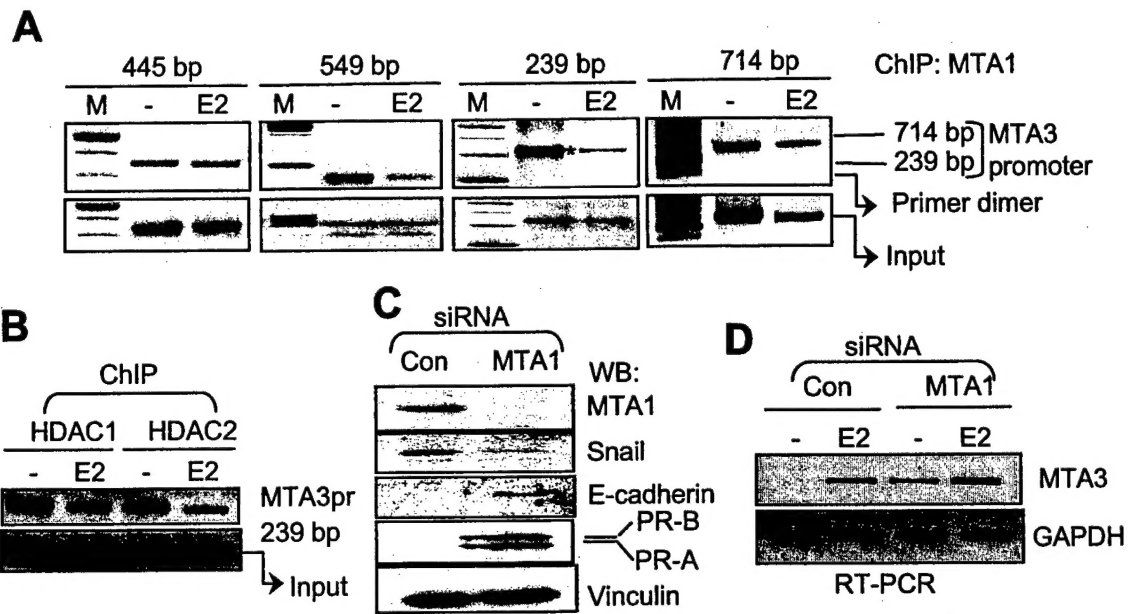 A
445 bp 549 bp 239 bp 714 bp ChIP: MTA1
M - E2 M - E2 M - E2 M - E2
*
714 bp MTA3
239 bp promoter
Primer dimer
Input
B
ChIP
HDAC1 HDAC2
- E2 - E2
MTA3pr
239 bp
Input
C
siRNA
Con MTA1
WB:
MTA1
Snail
E-cadherin
PR-B
PR-A
Vinculin
D
siRNA
Con MTA1
- E2 - E2
MTA3
GAPDH
RT-PCR